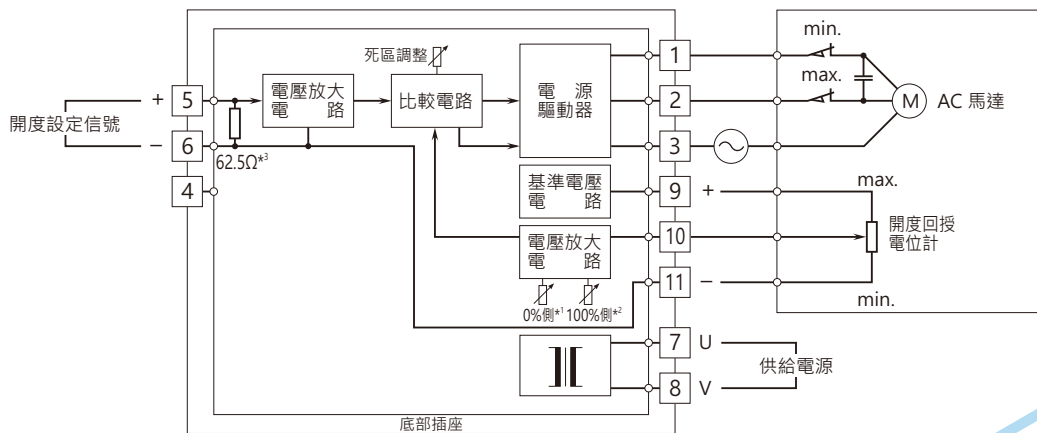 死區調整
電壓放大
電 路
比較電路
電 源
驅動器
1
2
3
min.
max.
M
AC 馬達
+
5
開度設定信號
−
6
62.5Ω*3
4
基準電壓
電 路
9
+
max.
電壓放大
電 路
10
開度回授
電位計
11
−
min.
0%側*1
100%側*2
7
U
供給電源
8
V
底部插座